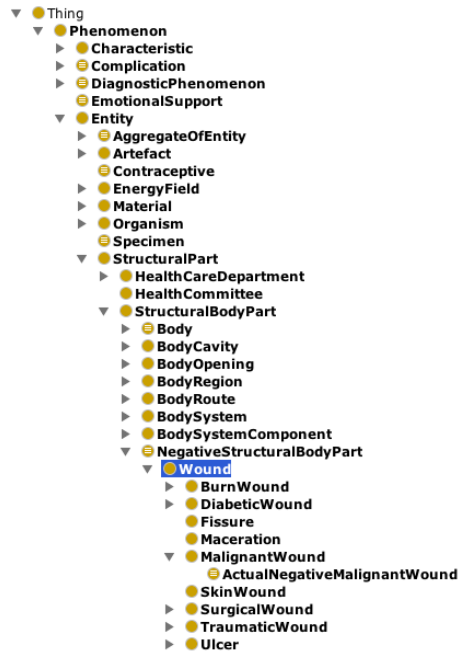 Thing
Phenomenon
Characteristic
Complication
DiagnosticPhenomenon
EmotionalSupport
Entity
AggregateOfEntity
Artefact
Contraceptive
EnergyField
Material
Organism
Specimen
StructuralPart
HealthCareDepartment
HealthCommittee
StructuralBodyPart
Body
BodyCavity
BodyOpening
BodyRegion
BodyRoute
BodySystem
BodySystemComponent
NegativeStructuralBodyPart
Wound
BurnWound
DiabeticWound
Fissure
Maceration
MalignantWound
ActualNegativeMalignantWound
SkinWound
SurgicalWound
TraumaticWound
Ulcer